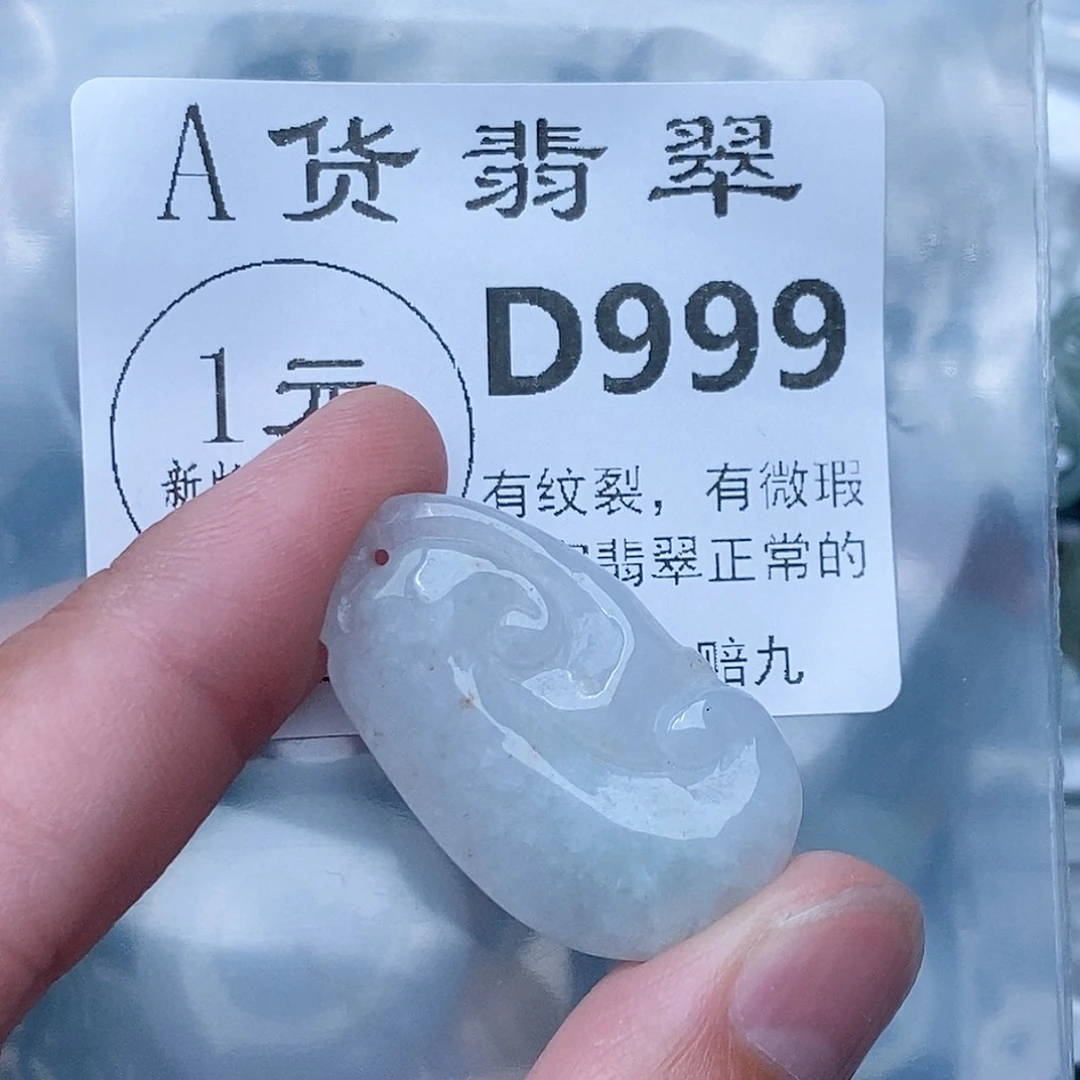 A货翡翠
1元
D999
新
有纹裂，有微瑕
翡翠正常的
赔九